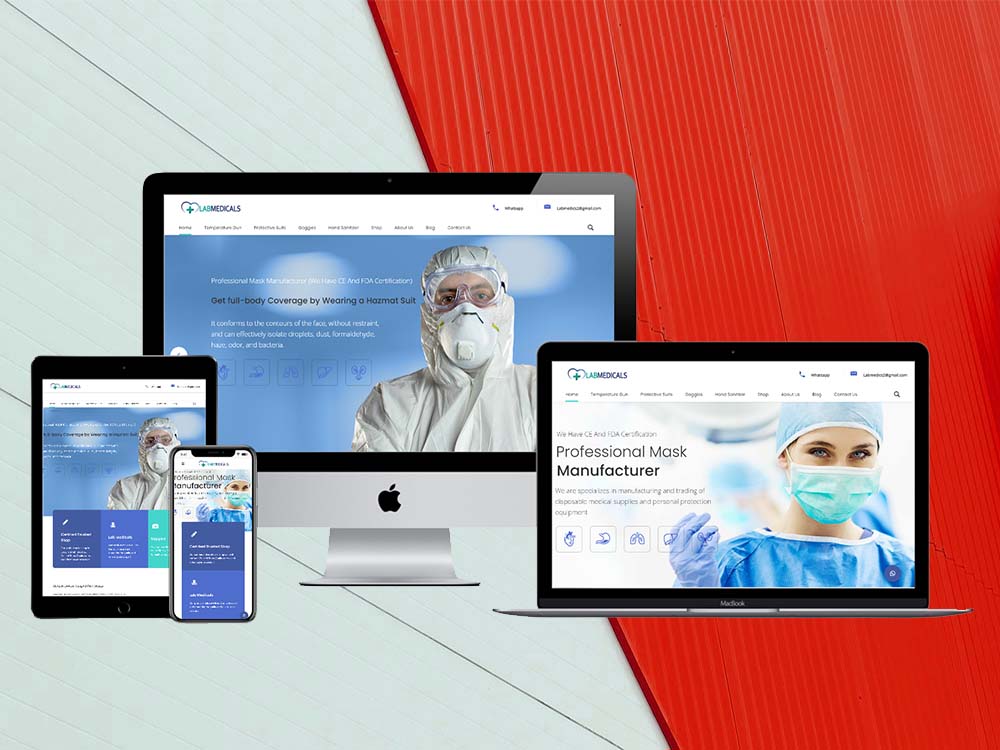 LABMEDICALS
Whatsapp
Labmedicz@gmail.com
Home Temperature Gun Protective Suits Goggles Hand Sanitizer Shop About Us Blog Contact Us
Professional Mask Manufacturer (We Have CE And FDA Certification)
Get full-body Coverage by Wearing a Hazmat Suit
It conforms to the contours of the face, without restraint,
and can effectively isolate droplets, dust, formaldehyde,
haze, odor, and bacteria.
LABMEDICALS
Whatsapp
Labmedicz@gmail.com
Home Temperature Gun Protective Suits Goggles Hand Sanitizer Shop About Us Blog Contact Us
We Have CE And FDA Certification
Professional Mask
Manufacturer
We are specializes in manufacturing and trading of
disposable medical supplies and personal protection
equipment
MacBook
LABMEDICALS
full-body Coverage by Wearing a Hazmat Suit
Certified Trusted
Shop
Lab Medicals
LABMEDICALS
Professional Mask
Manufacturer
Certified Trusted Shop
Lab Medicals